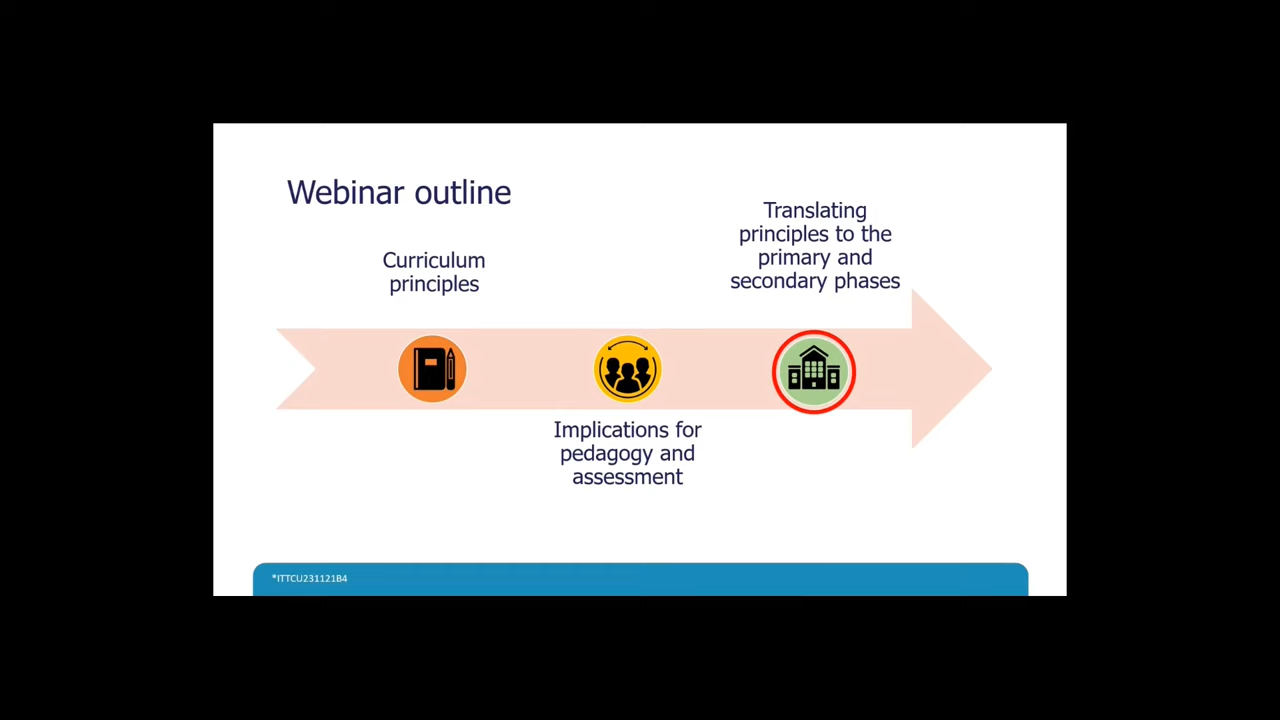 Webinar outline
Curriculum
principles
Implications for
pedagogy and
assessment
Translating
principles to the
primary and
secondary phases
*ITTCU231121B4